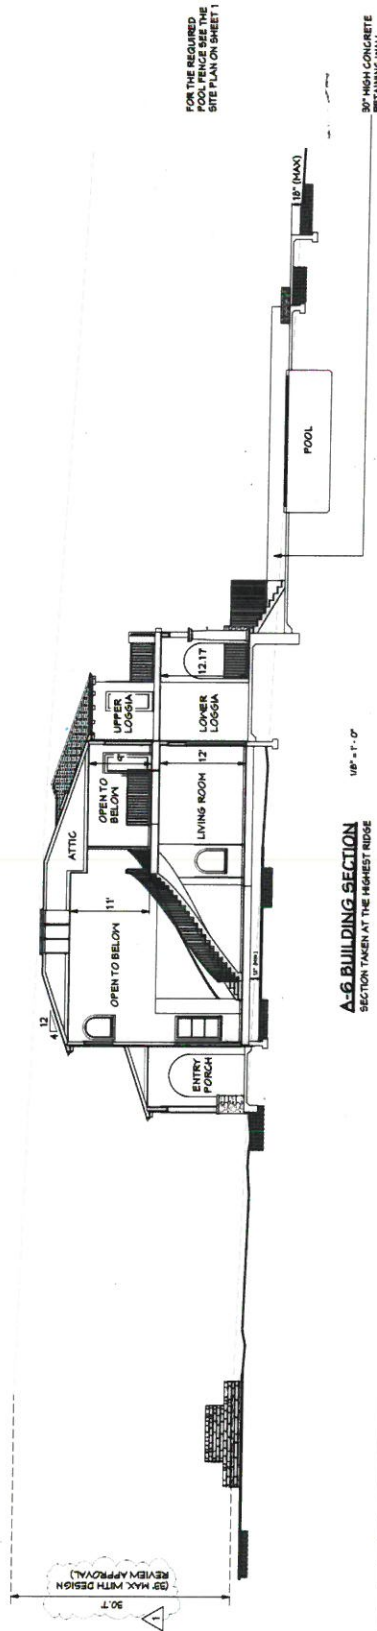 FOR THE REQUIRED
POOL FENCE SEE THE
SITE PLAN ON SHEET 1
30" HIGH CONCRETE
18" (MAX)
POOL
12.17
UPPER
LOGGIA
LOWER
LOGGIA
ATTIC
OPEN TO
BELOW
9'
LIVING ROOM
12'
11'
OPEN TO BELOW
12
4
ENTRY
PORCH
A-6 BUILDING SECTION
1/8" = 1'-0"
SECTION TAKEN AT THE HIGHEST RIDGE
30.7'
(33' MAX. WITH DESIGN
REVIEW APPROVAL)
1